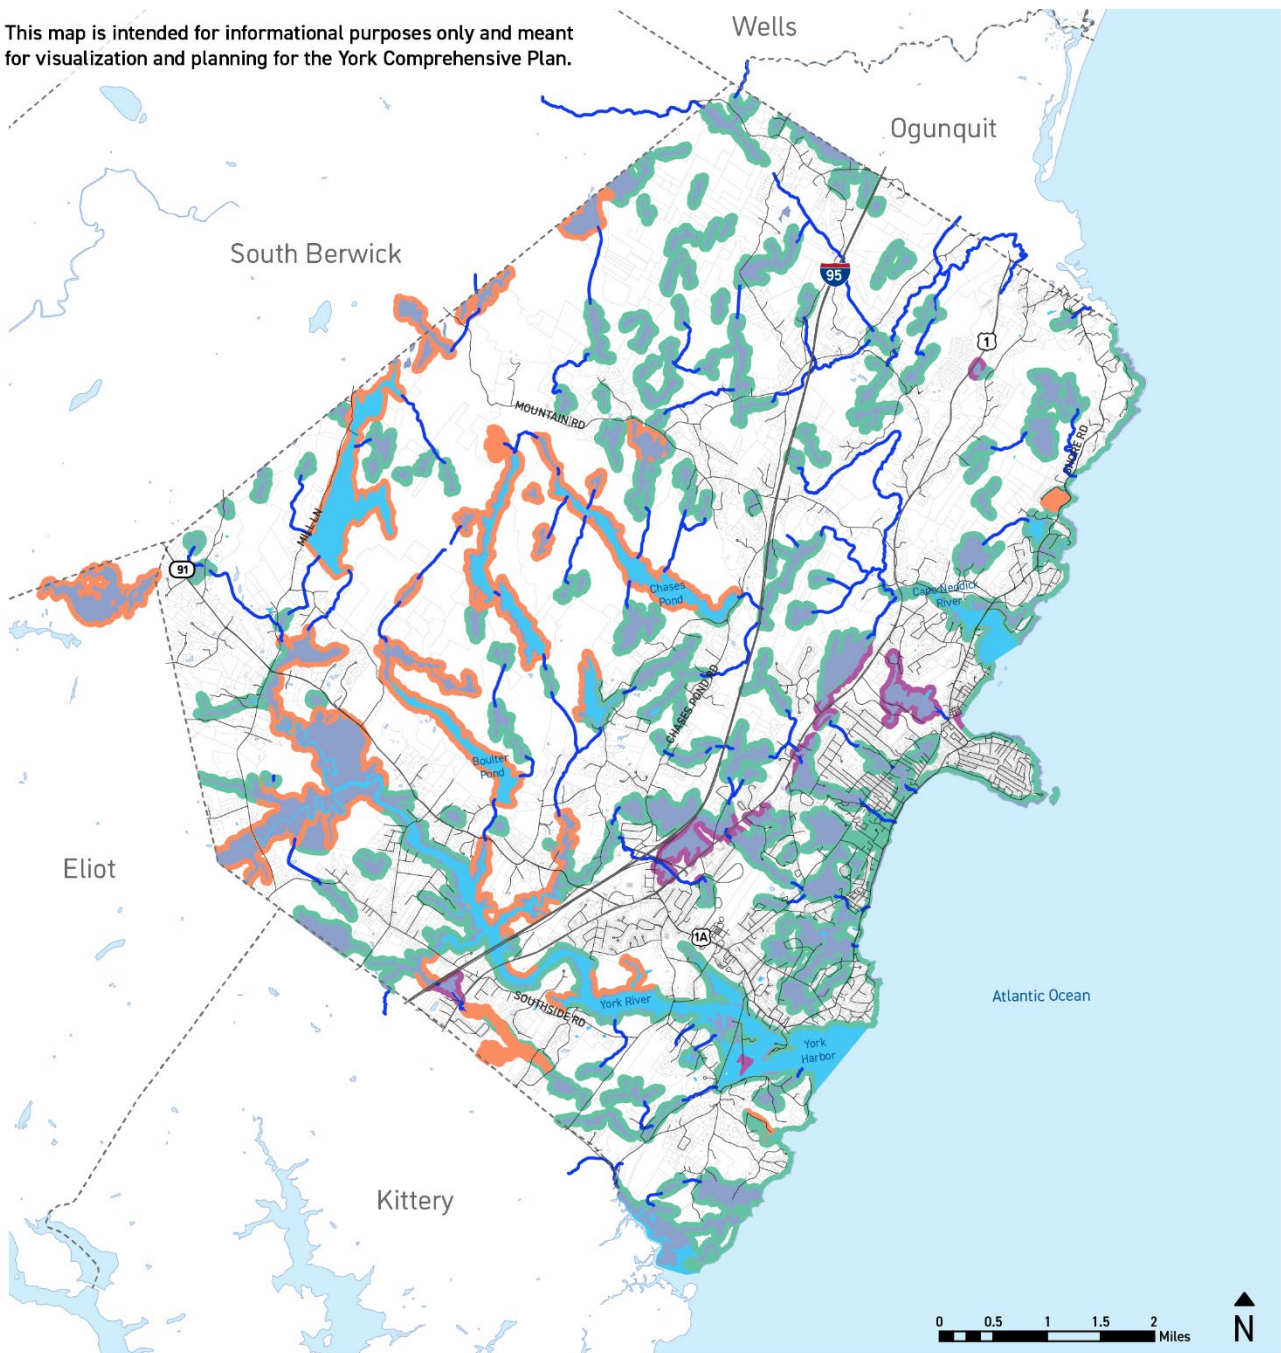 This map is intended for informational purposes only and meant
for visualization and planning for the York Comprehensive Plan.
Wells
Ogunquit
South Berwick
95
1
MOUNTAIN RD
SHORE RD
MILL LN
91
Chases
Pond
Cape Neddick
River
CHASES POND RD
Boulter
Pond
Eliot
1A
Atlantic Ocean
SOUTHSIDE RD
York River
York
Harbor
Kittery
0 0.5 1 1.5 2
Miles
N